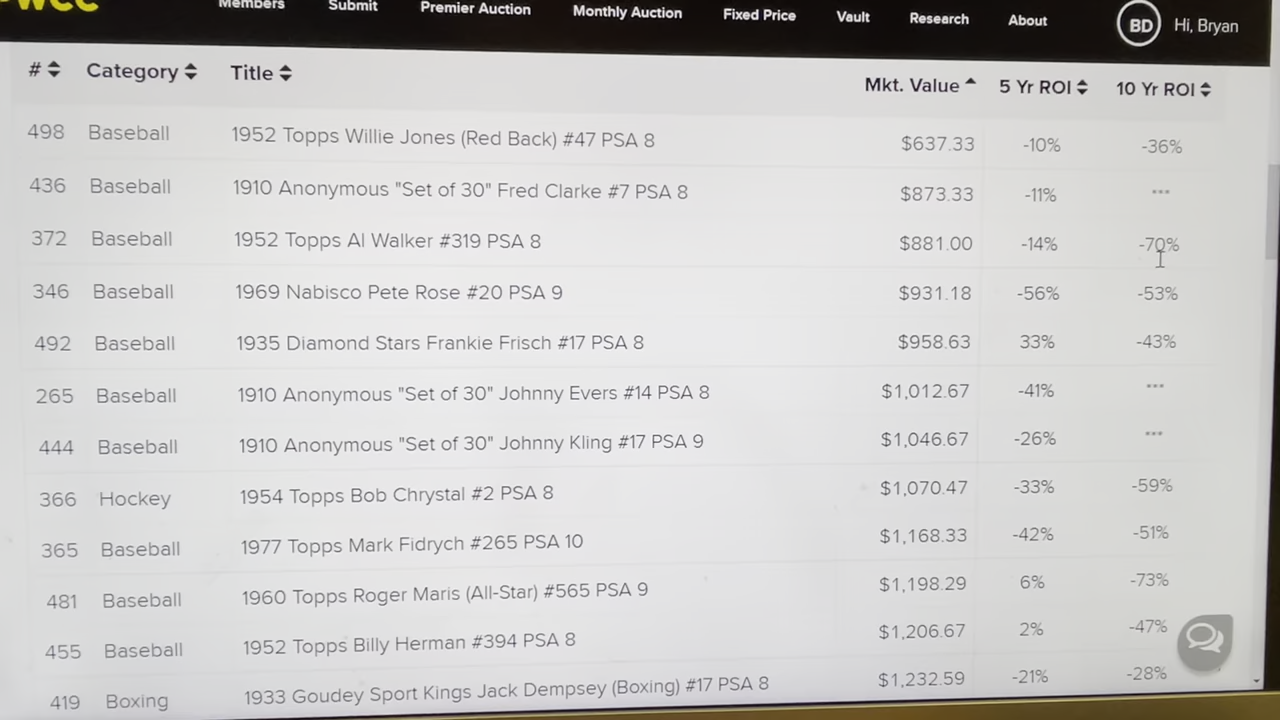 WCC
Members Submit Premier Auction Monthly Auction Fixed Price Vault Research About BD Hi, Bryan
# Category Title Mkt. Value 5 Yr ROI 10 Yr ROI
498 Baseball 1952 Topps Willie Jones (Red Back) #47 PSA 8 $637.33 -10% -36%
436 Baseball 1910 Anonymous "Set of 30" Fred Clarke #7 PSA 8 $873.33 -11% ***
372 Baseball 1952 Topps Al Walker #319 PSA 8 $881.00 -14% -70%
346 Baseball 1969 Nabisco Pete Rose #20 PSA 9 $931.18 -56% -53%
492 Baseball 1935 Diamond Stars Frankie Frisch #17 PSA 8 $958.63 33% -43%
265 Baseball 1910 Anonymous "Set of 30" Johnny Evers #14 PSA 8 $1,012.67 -41% ***
444 Baseball 1910 Anonymous "Set of 30" Johnny Kling #17 PSA 9 $1,046.67 -26% ***
366 Hockey 1954 Topps Bob Chrystal #2 PSA 8 $1,070.47 -33% -59%
365 Baseball 1977 Topps Mark Fidrych #265 PSA 10 $1,168.33 -42% -51%
481 Baseball 1960 Topps Roger Maris (All-Star) #565 PSA 9 $1,198.29 6% -73%
455 Baseball 1952 Topps Billy Herman #394 PSA 8 $1,206.67 2% -47%
419 Boxing 1933 Goudey Sport Kings Jack Dempsey (Boxing) #17 PSA 8 $1,232.59 -21% -28%